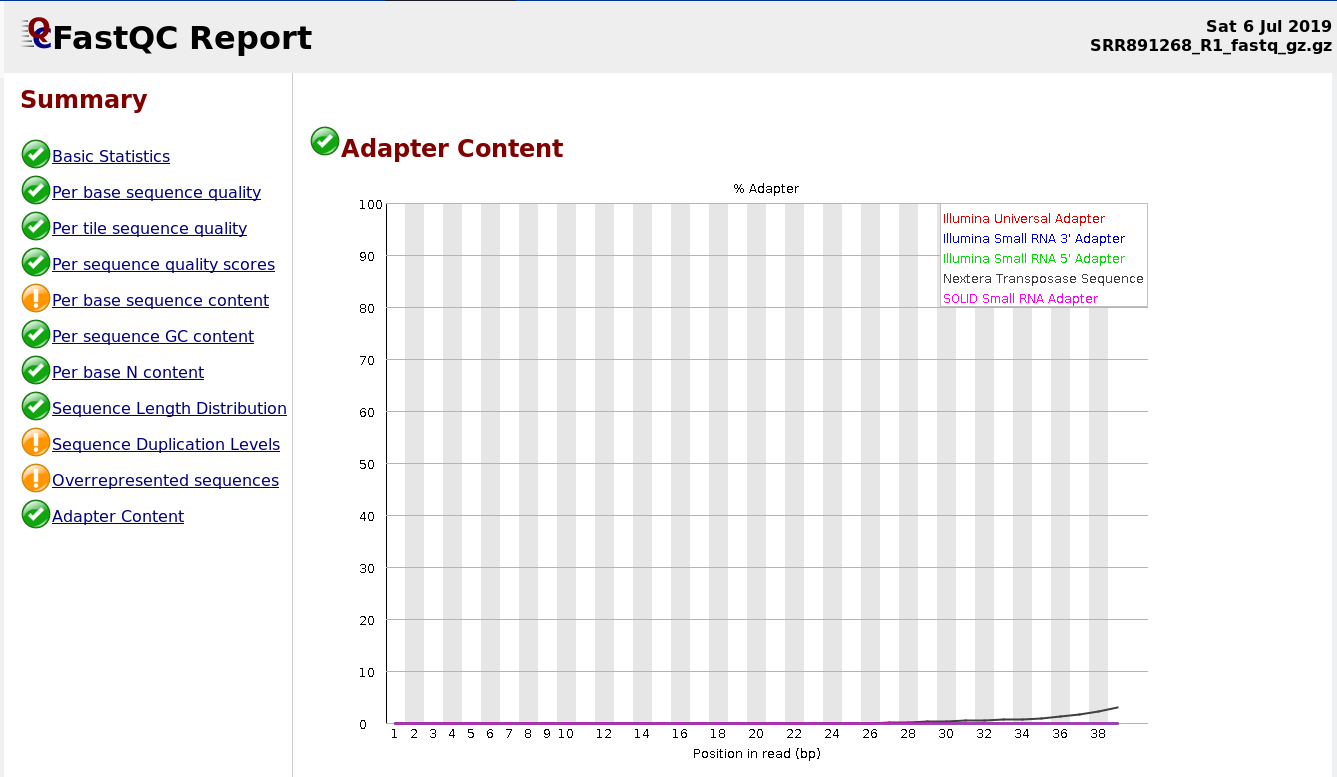 FastQC Report
Sat 6 Jul 2019
SRR891268_R1_fastq_gz.gz
Summary
Basic Statistics
Per base sequence quality
Per tile sequence quality
Per sequence quality scores
Per base sequence content
Per sequence GC content
Per base N content
Sequence Length Distribution
Sequence Duplication Levels
Overrepresented sequences
Adapter Content
Adapter Content
% Adapter
100
90
80
70
60
50
40
30
20
10
0
Illumina Universal Adapter
Illumina Small RNA 3' Adapter
Illumina Small RNA 5' Adapter
Nextera Transposase Sequence
SOLID Small RNA Adapter
1 2 3 4 5 6 7 8 9 10 12 14 16 18 20 22 24 26 28 30 32 34 36 38
Position in read (bp)